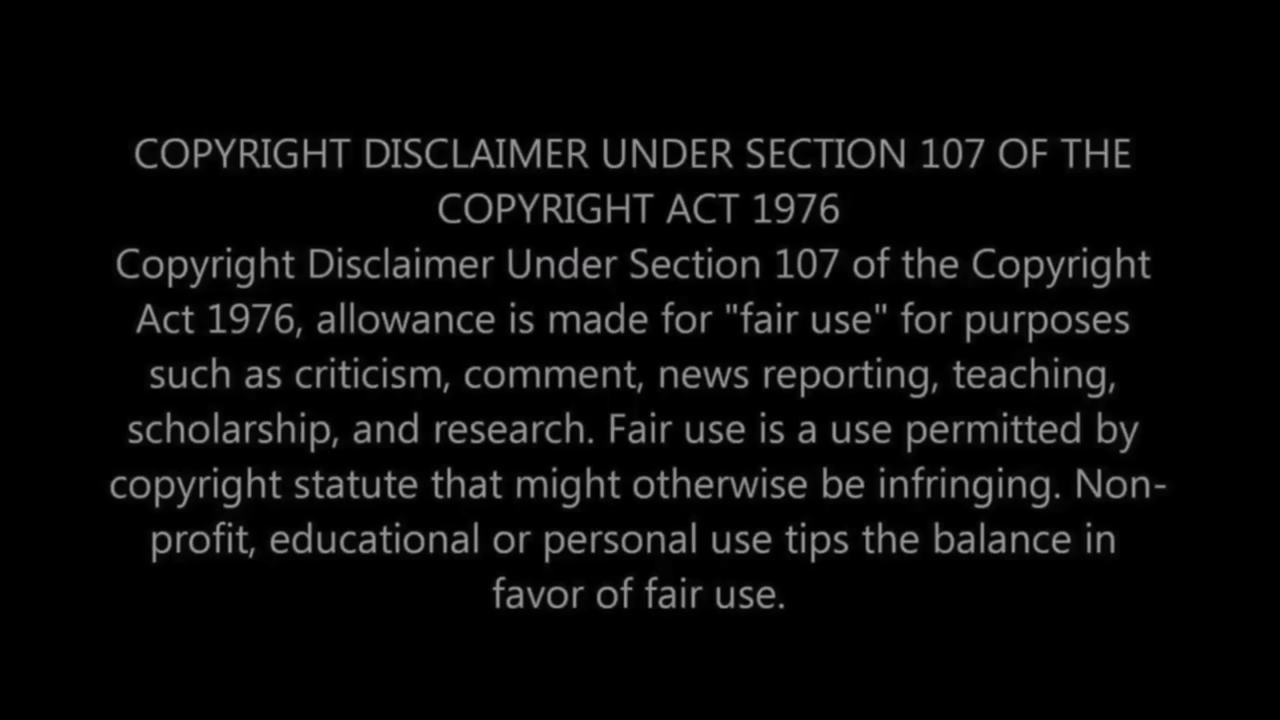 COPYRIGHT DISCLAIMER UNDER SECTION 107 OF THE
COPYRIGHT ACT 1976
Copyright Disclaimer Under Section 107 of the Copyright
Act 1976, allowance is made for "fair use" for purposes
such as criticism, comment, news reporting, teaching,
scholarship, and research. Fair use is a use permitted by
copyright statute that might otherwise be infringing. Non-
profit, educational or personal use tips the balance in
favor of fair use.